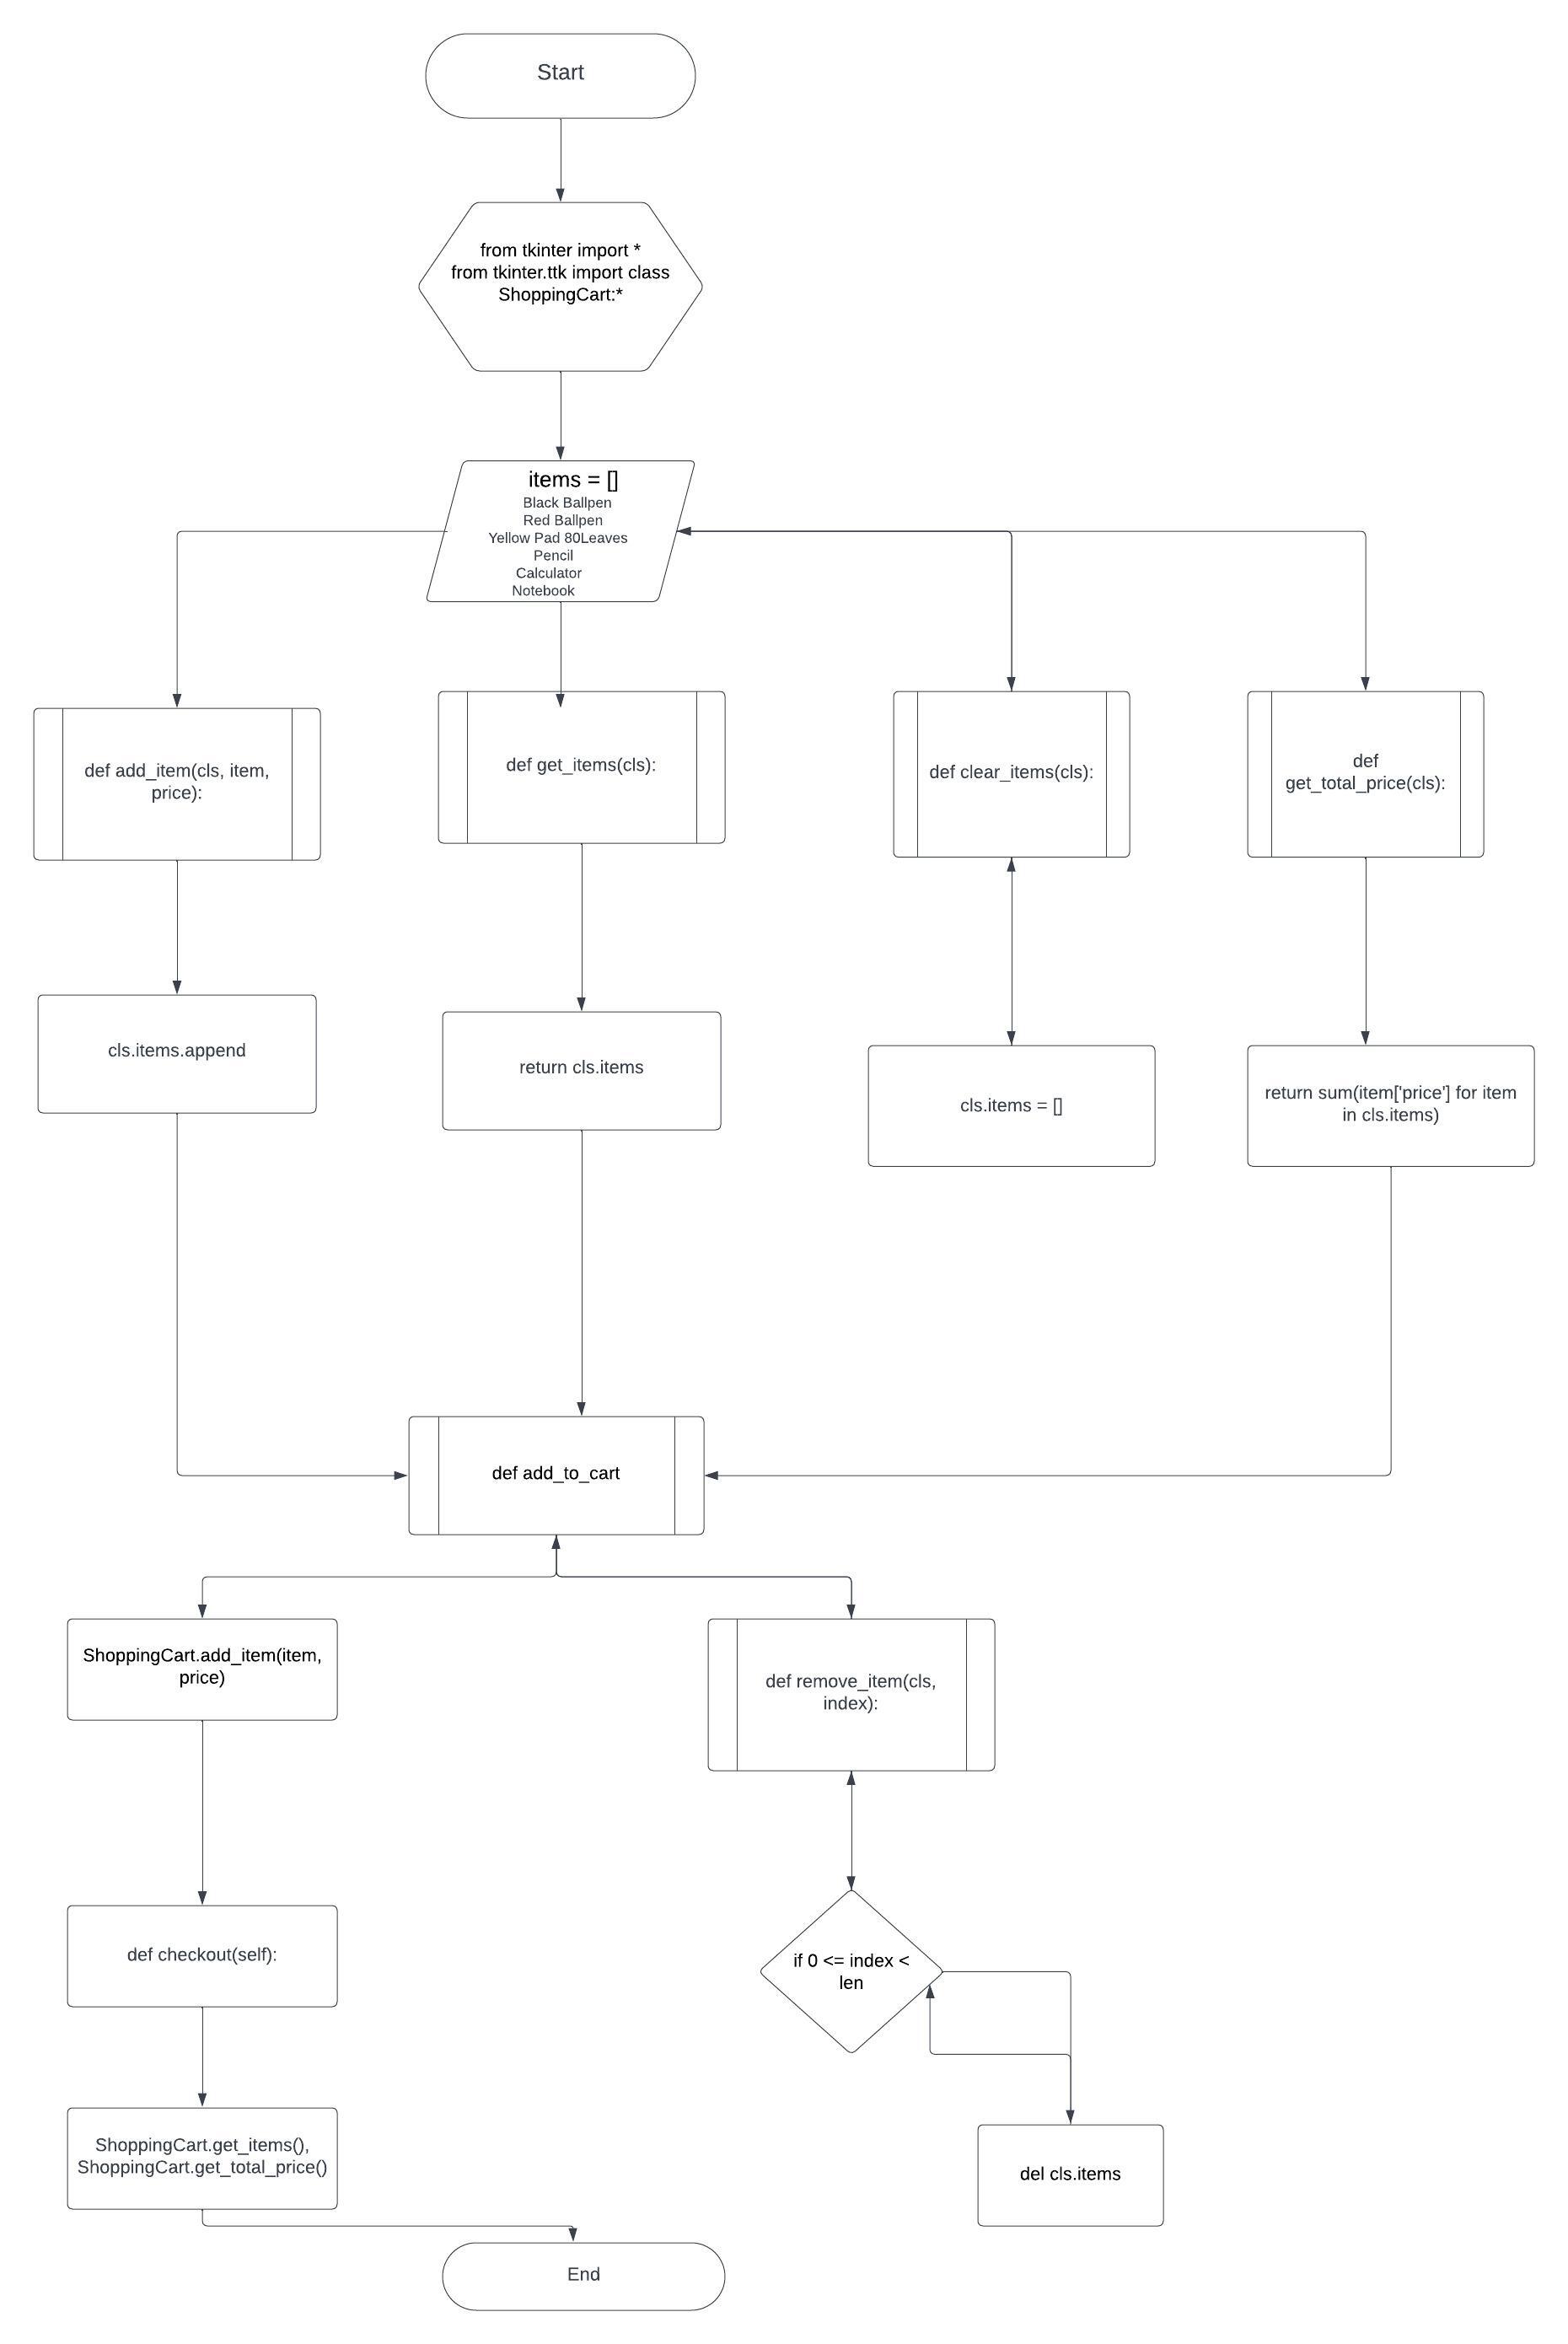 Start
from tkinter import *
from tkinter.ttk import class
ShoppingCart:*
items = []
Black Ballpen
Red Ballpen
Yellow Pad 80Leaves
Pencil
Calculator
Notebook
def add_item(cls, item,
price):
def get_items(cls):
def clear_items(cls):
def
get_total_price(cls):
cls.items.append
return cls.items
cls.items = []
return sum(item['price'] for item
in cls.items)
def add_to_cart
ShoppingCart.add_item(item,
price)
def remove_item(cls,
index):
def checkout(self):
if 0 <= index <
len
ShoppingCart.get_items(),
ShoppingCart.get_total_price()
del cls.items
End